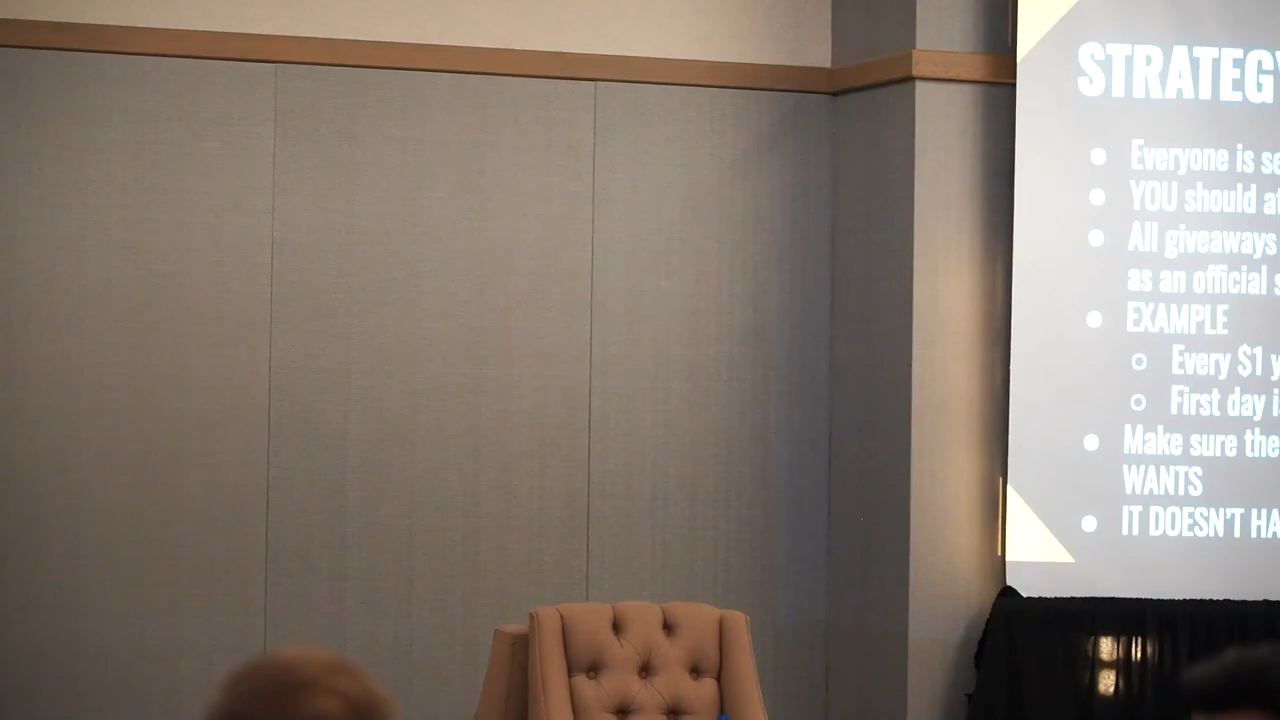 STRATEGY
● Everyone is se
● YOU should at
● All giveaways
as an official s
● EXAMPLE
○ Every $1 y
○ First day i
● Make sure the
WANTS
● IT DOESN'T HA